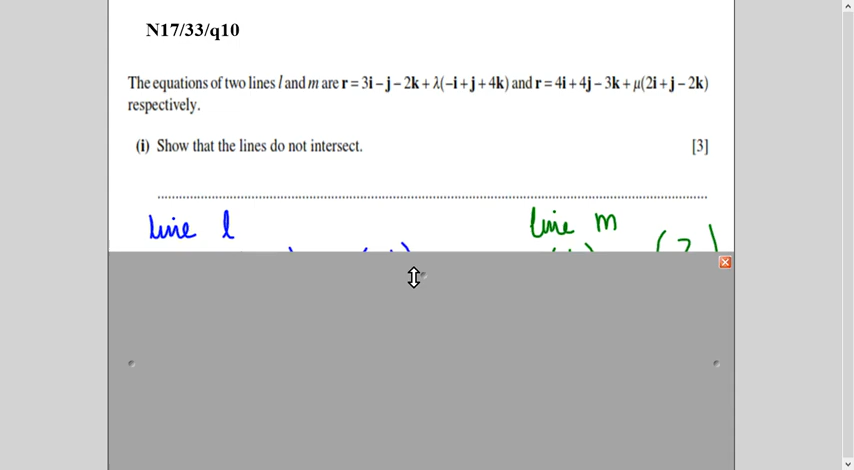 N17/33/q10
The equations of two lines l and m are r = 3i − j − 2k + λ(−i + j + 4k) and r = 4i + 4j − 3k + μ(2i + j − 2k)
respectively.
(i) Show that the lines do not intersect. [3]
line l line m